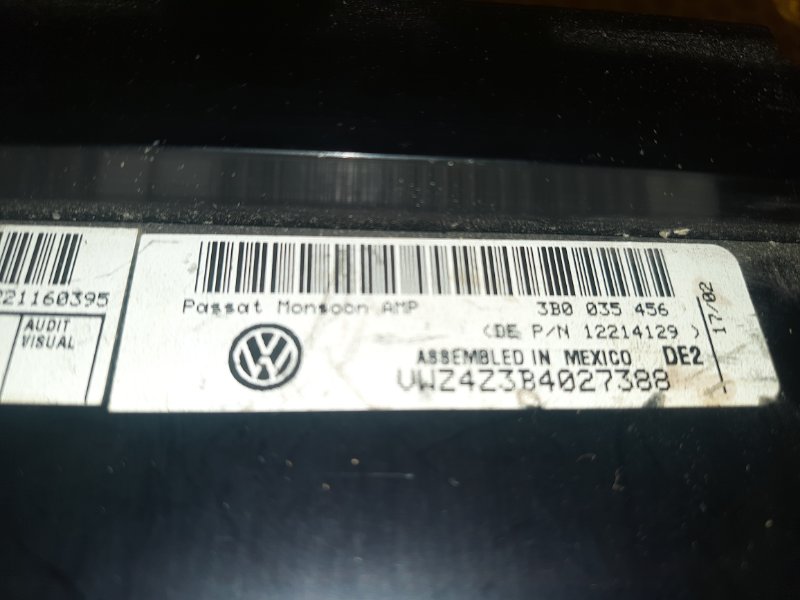 221160395
AUDIT
VISUAL
Passat Monsoon AMP 3B0 035 456
(DE P/N 12214129)
ASSEMBLED IN MEXICO DE2
VWZ4Z3B4027388
17/02